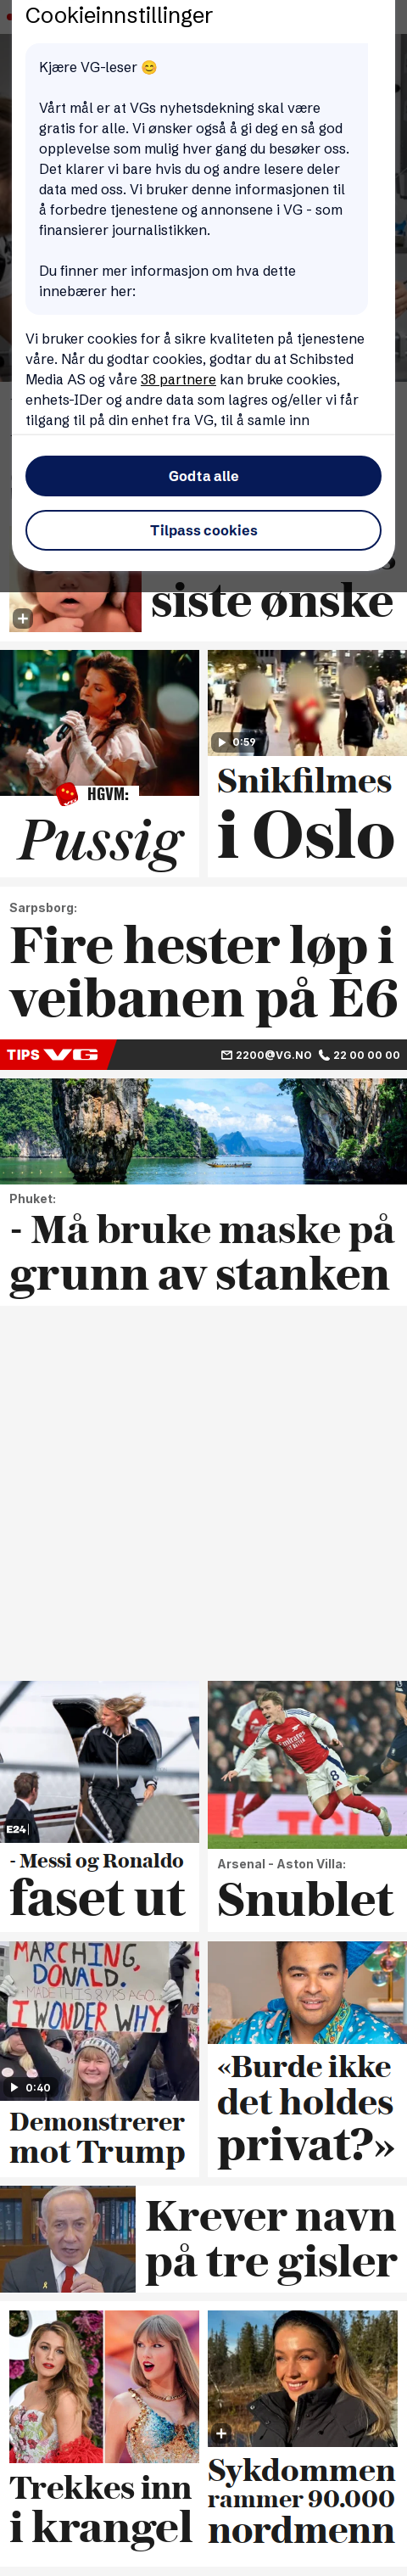 Cookieinnstillinger
Kjære VG-leser 😊
Vårt mål er at VGs nyhetsdekning skal være
gratis for alle. Vi ønsker også å gi deg en så god
opplevelse som mulig hver gang du besøker oss.
Det klarer vi bare hvis du og andre lesere deler
data med oss. Vi bruker denne informasjonen til
å forbedre tjenestene og annonsene i VG - som
finansierer journalistikken.
Du finner mer informasjon om hva dette
innebærer her:
Vi bruker cookies for å sikre kvaliteten på tjenestene
våre. Når du godtar cookies, godtar du at Schibsted
Media AS og våre 38 partnere kan bruke cookies,
enhets-IDer og andre data som lagres og/eller vi får
tilgang til på din enhet fra VG, til å samle inn
Godta alle
Tilpass cookies
siste ønske
HGVM:
Pussig
0:59
Snikfilmes
i Oslo
Sarpsborg:
Fire hester løp i
veibanen på E6
TIPS VG 2200@VG.NO 22 00 00 00
Phuket:
- Må bruke maske på
grunn av stanken
E24
- Messi og Ronaldo
faset ut
Arsenal - Aston Villa:
Snublet
MARCHING,
DONALD.
MADE THIS 8 YRS AGO...
I WONDER WHY
0:40
Demonstrerer
mot Trump
«Burde ikke
det holdes
privat?»
Krever navn
på tre gisler
Trekkes inn
i krangel
Sykdommen
rammer 90.000
nordmenn